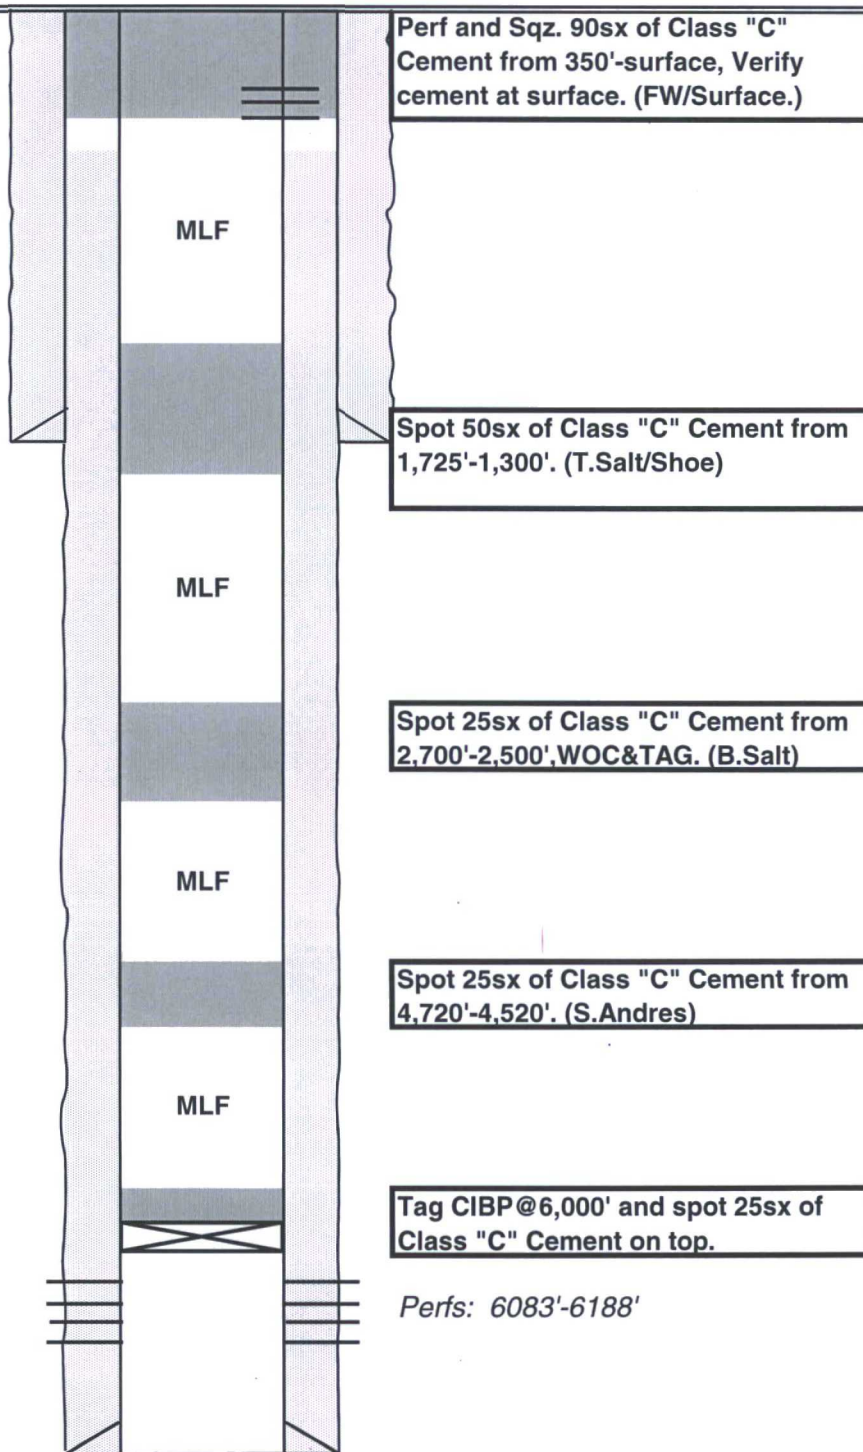 Perf and Sqz. 90sx of Class "C"
Cement from 350'-surface, Verify
cement at surface. (FW/Surface.)
MLF
Spot 50sx of Class "C" Cement from
1,725'-1,300'. (T.Salt/Shoe)
MLF
Spot 25sx of Class "C" Cement from
2,700'-2,500',WOC&TAG. (B.Salt)
MLF
Spot 25sx of Class "C" Cement from
4,720'-4,520'. (S.Andres)
MLF
Tag CIBP@6,000' and spot 25sx of
Class "C" Cement on top.
Perfs: 6083'-6188'